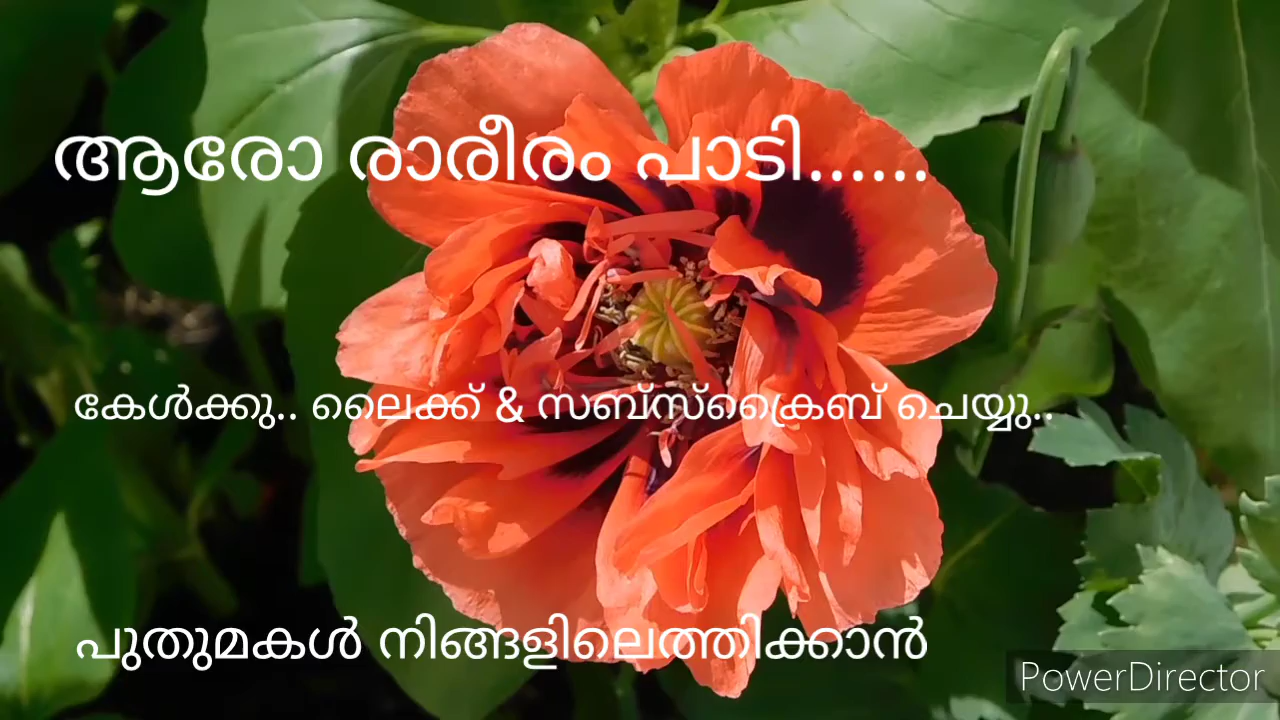 ആരോ രാരീരം പാടി......
കേൾക്കു.. ലൈക്ക് & സബ്സ്ക്രൈബ് ചെയ്യു..
പുതുമകൾ നിങ്ങളിലെത്തിക്കാൻ
PowerDirector